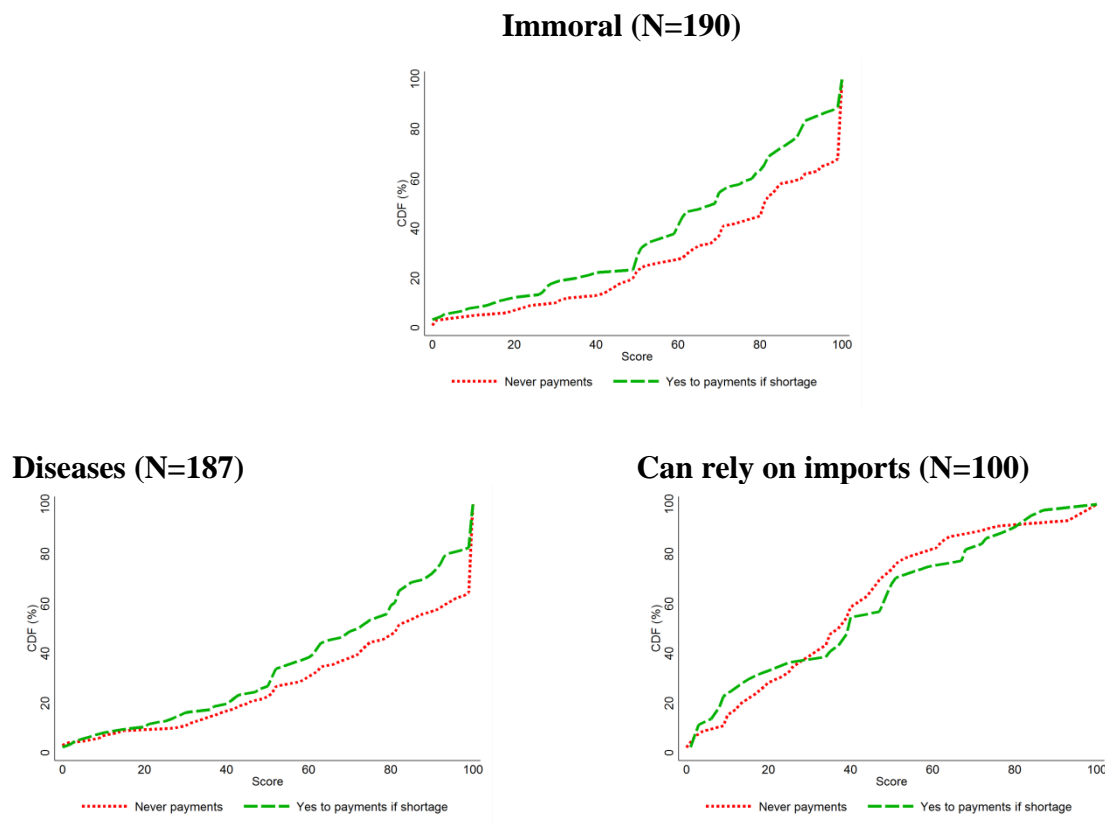 Immoral (N=190)
CDF (%)
0 20 40 60 80 100
0 20 40 60 80 100
Score
Never payments Yes to payments if shortage
Diseases (N=187)
CDF (%)
0 20 40 60 80 100
0 20 40 60 80 100
Score
Never payments Yes to payments if shortage
Can rely on imports (N=100)
CDF (%)
0 20 40 60 80 100
0 20 40 60 80 100
Score
Never payments Yes to payments if shortage